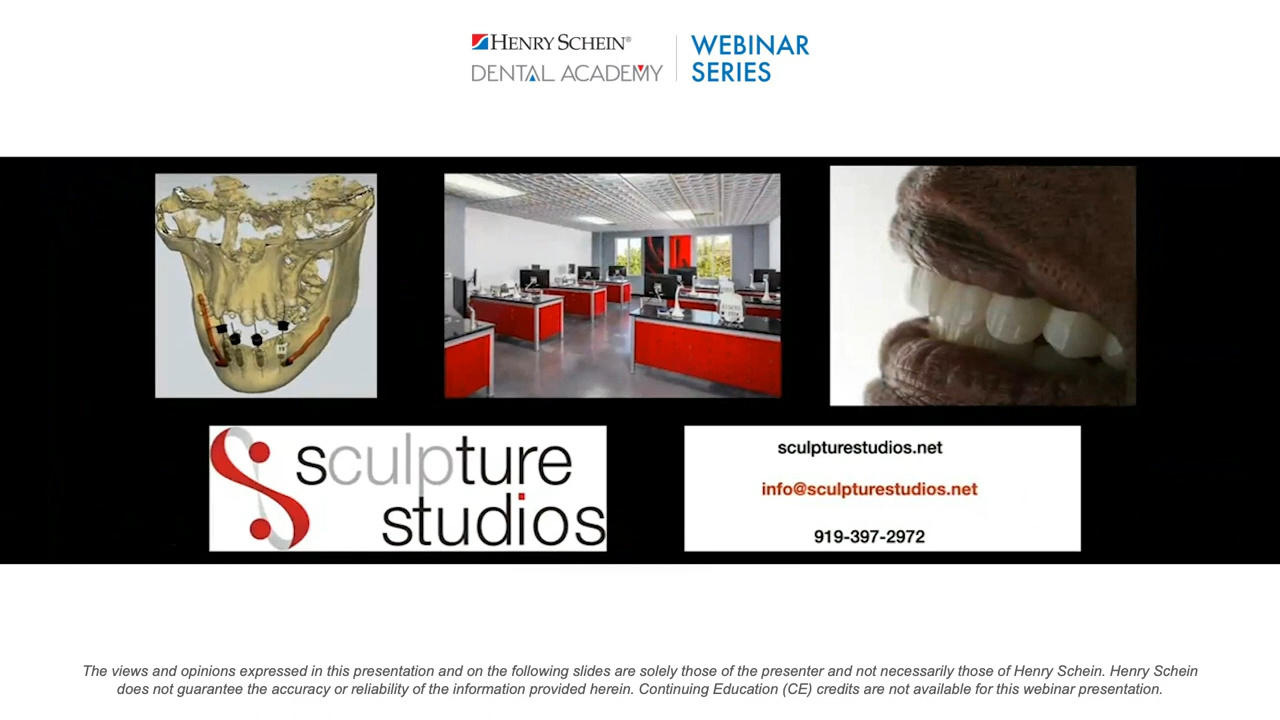 HENRY SCHEIN®
DENTAL ACADEMY
WEBINAR
SERIES
sculpture
studios
sculpturestudios.net
info@sculpturestudios.net
919-397-2972
The views and opinions expressed in this presentation and on the following slides are solely those of the presenter and not necessarily those of Henry Schein. Henry Schein
does not guarantee the accuracy or reliability of the information provided herein. Continuing Education (CE) credits are not available for this webinar presentation.